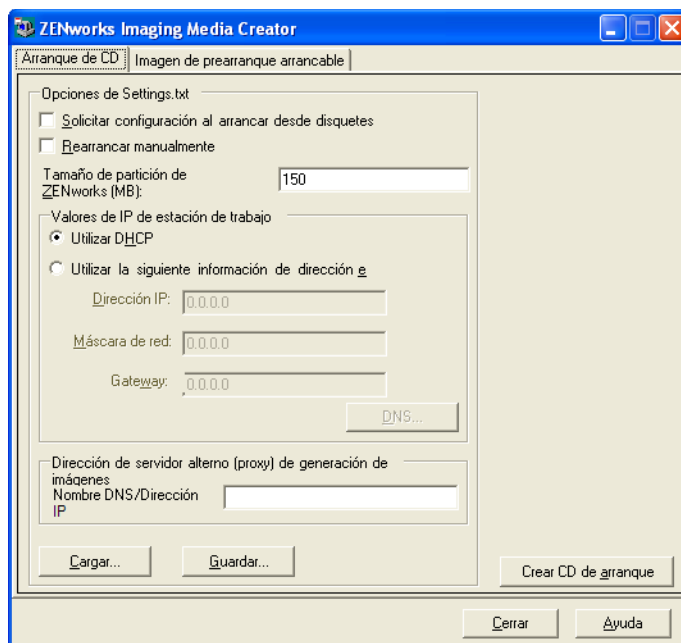 ZENworks Imaging Media Creator
Arranque de CD
Imagen de prearranque arrancable
Opciones de Settings.txt
Solicitar configuración al arrancar desde disquetes
Rearrancar manualmente
Tamaño de partición de
ZENworks (MB):
150
Valores de IP de estación de trabajo
Utilizar DHCP
Utilizar la siguiente información de dirección e
Dirección IP: 0.0.0.0
Máscara de red: 0.0.0.0
Gateway: 0.0.0.0
DNS...
Dirección de servidor alterno (proxy) de generación de
imágenes
Nombre DNS/Dirección
IP
Cargar...
Guardar...
Crear CD de arranque
Cerrar
Ayuda